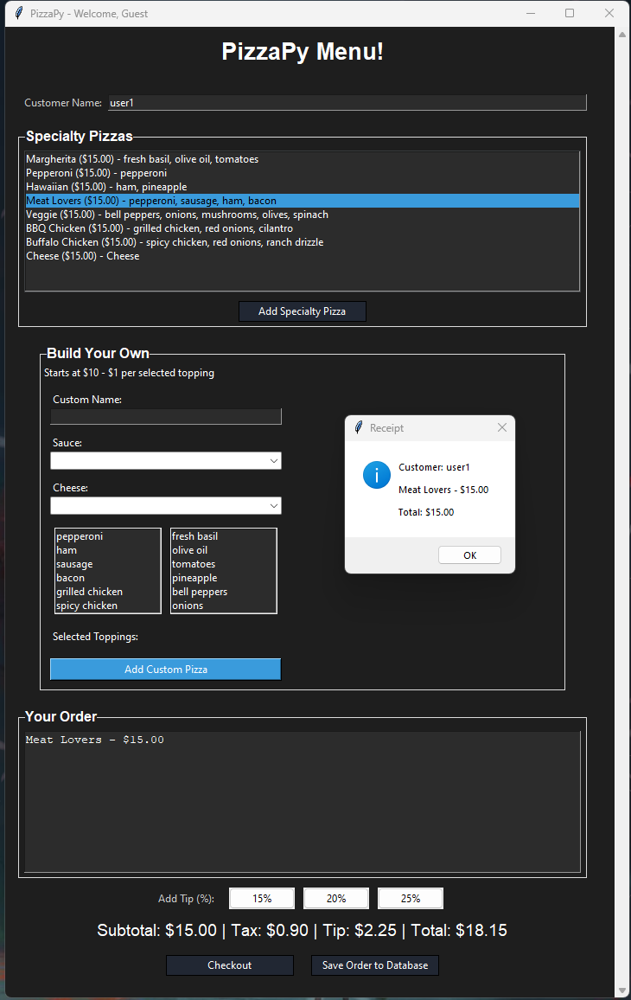 PizzaPy - Welcome, Guest
PizzaPy Menu!
Customer Name: user1
Specialty Pizzas
Margherita ($15.00) - fresh basil, olive oil, tomatoes
Pepperoni ($15.00) - pepperoni
Hawaiian ($15.00) - ham, pineapple
Meat Lovers ($15.00) - pepperoni, sausage, ham, bacon
Veggie ($15.00) - bell peppers, onions, mushrooms, olives, spinach
BBQ Chicken ($15.00) - grilled chicken, red onions, cilantro
Buffalo Chicken ($15.00) - spicy chicken, red onions, ranch drizzle
Cheese ($15.00) - Cheese
Add Specialty Pizza
Build Your Own
Starts at $10 - $1 per selected topping
Custom Name:
Sauce:
Cheese:
pepperoni
ham
sausage
bacon
grilled chicken
spicy chicken
fresh basil
olive oil
tomatoes
pineapple
bell peppers
onions
Selected Toppings:
Add Custom Pizza
Receipt
Customer: user1
Meat Lovers - $15.00
Total: $15.00
OK
Your Order
Meat Lovers - $15.00
Add Tip (%): 15% 20% 25%
Subtotal: $15.00 | Tax: $0.90 | Tip: $2.25 | Total: $18.15
Checkout Save Order to Database